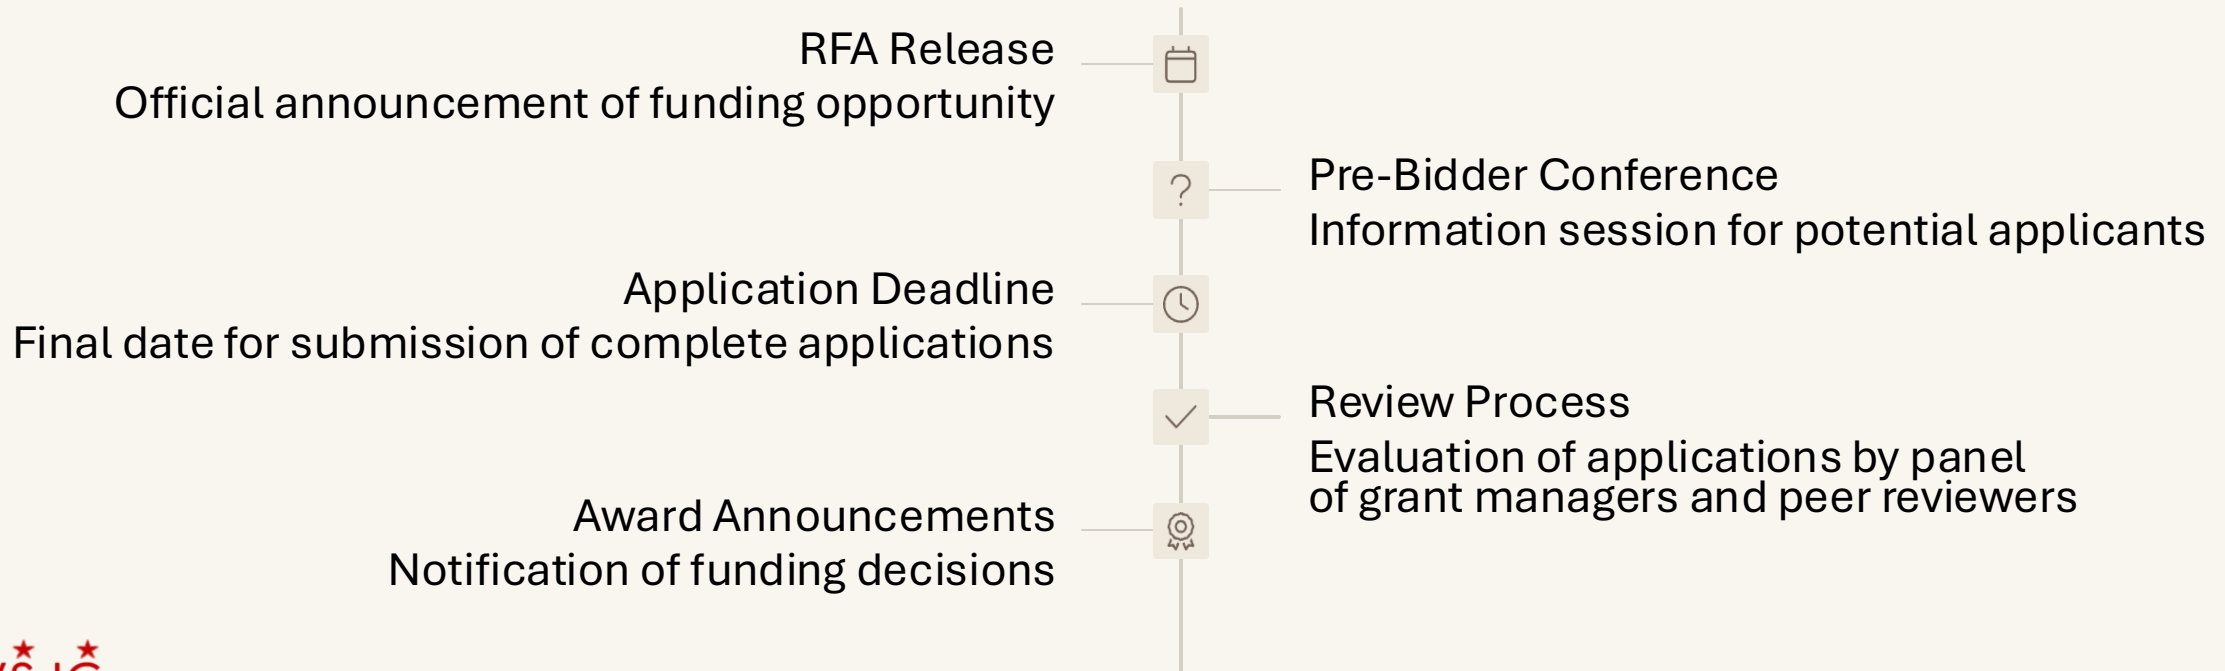 RFA Release
Official announcement of funding opportunity
Pre-Bidder Conference
Information session for potential applicants
Application Deadline
Final date for submission of complete applications
Review Process
Evaluation of applications by panel
of grant managers and peer reviewers
Award Announcements
Notification of funding decisions